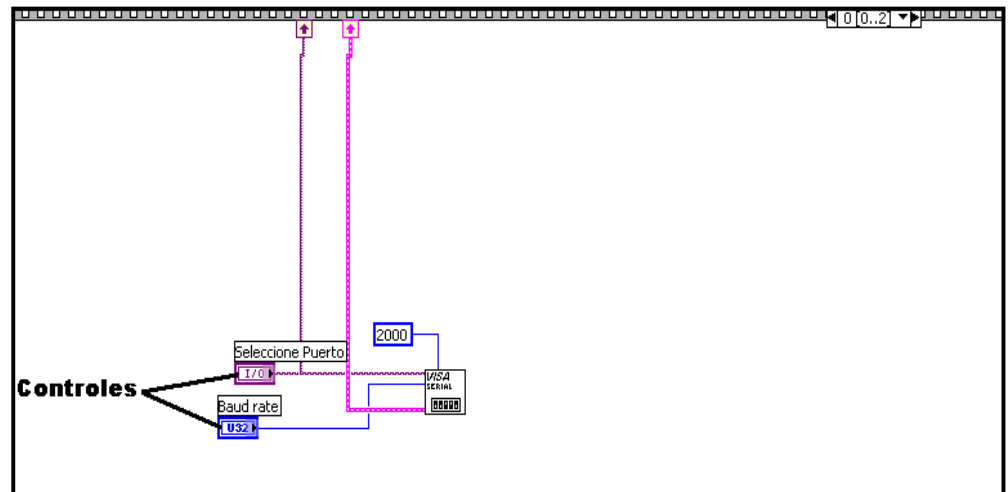 0 [0..2]
2000
Seleccione Puerto
I/O
VISA
SERIAL
Controles
Baud rate
U32